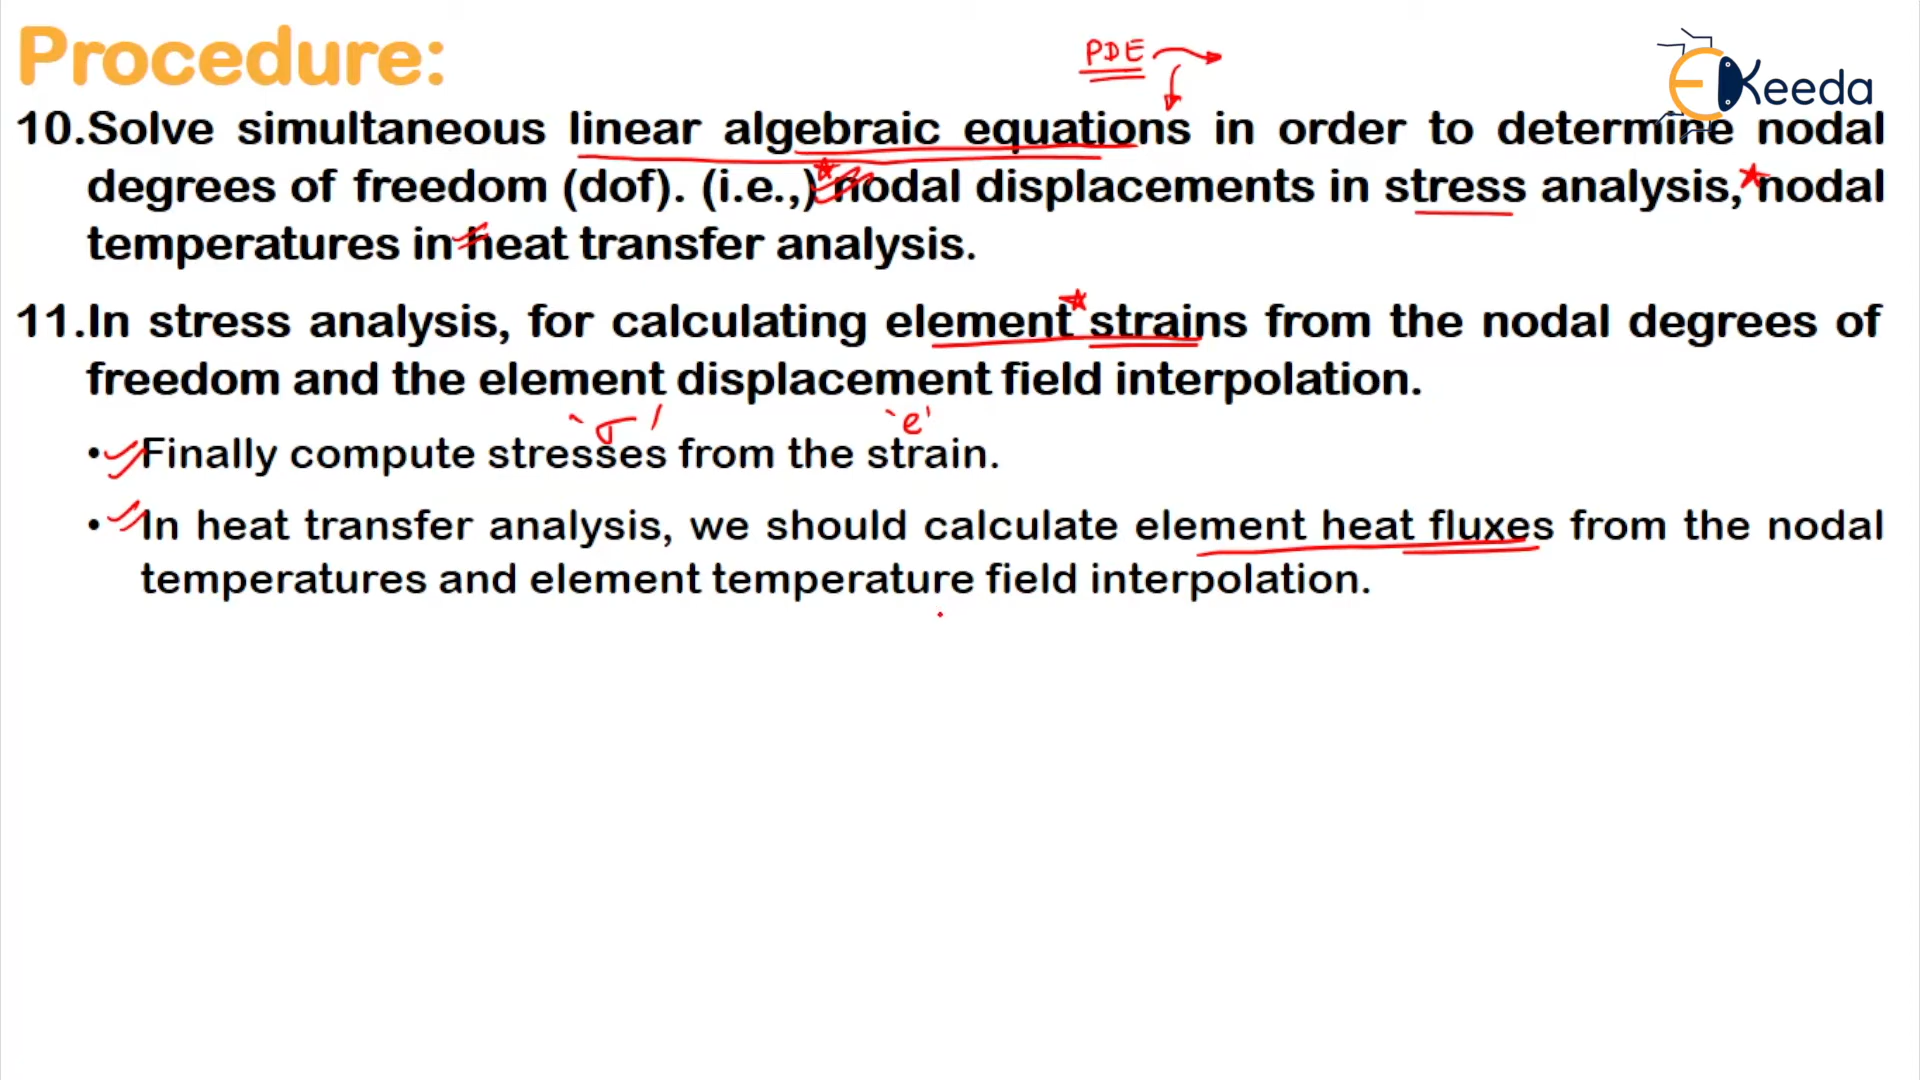 Procedure:
PDE
EKeeda
10.Solve simultaneous linear algebraic equations in order to determine nodal
degrees of freedom (dof). (i.e.,) nodal displacements in stress analysis, nodal
temperatures in heat transfer analysis.
11.In stress analysis, for calculating element strains from the nodal degrees of
freedom and the element displacement field interpolation.
'σ' 'e'
• Finally compute stresses from the strain.
• In heat transfer analysis, we should calculate element heat fluxes from the nodal
temperatures and element temperature field interpolation.